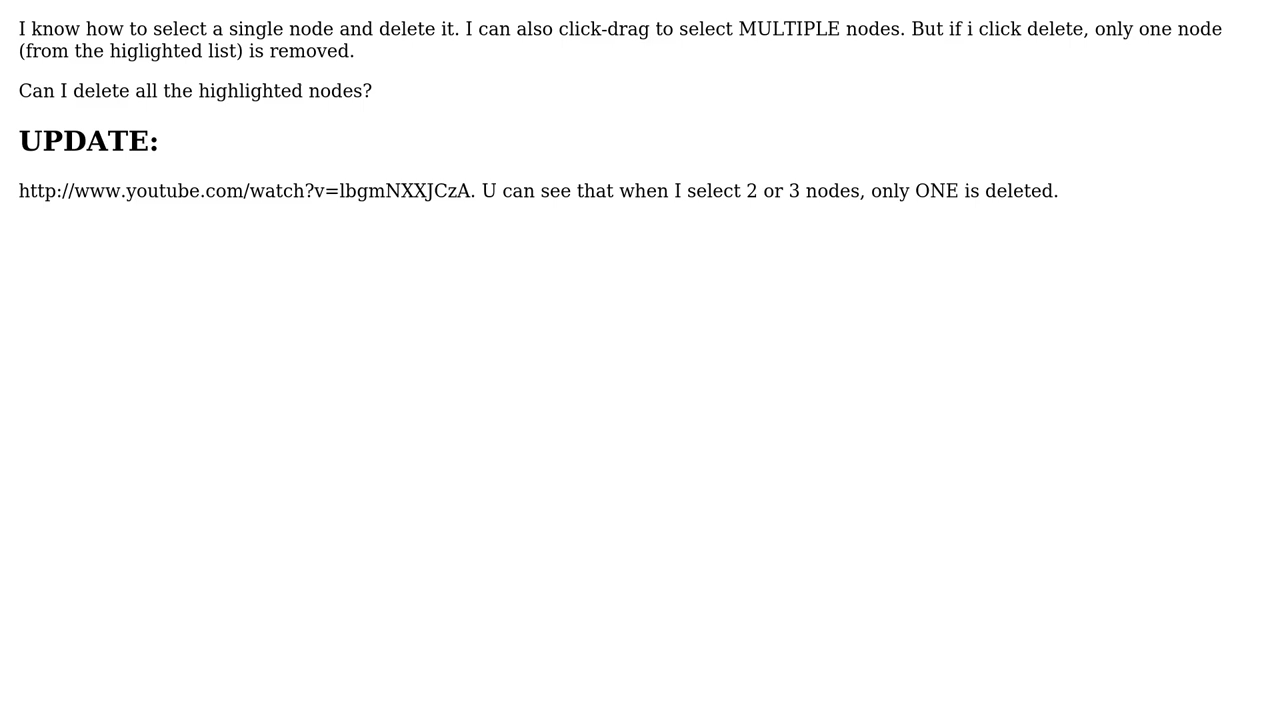 I know how to select a single node and delete it. I can also click-drag to select MULTIPLE nodes. But if i click delete, only one node
(from the higlighted list) is removed.
Can I delete all the highlighted nodes?
UPDATE:
http://www.youtube.com/watch?v=lbgmNXXJCzA. U can see that when I select 2 or 3 nodes, only ONE is deleted.